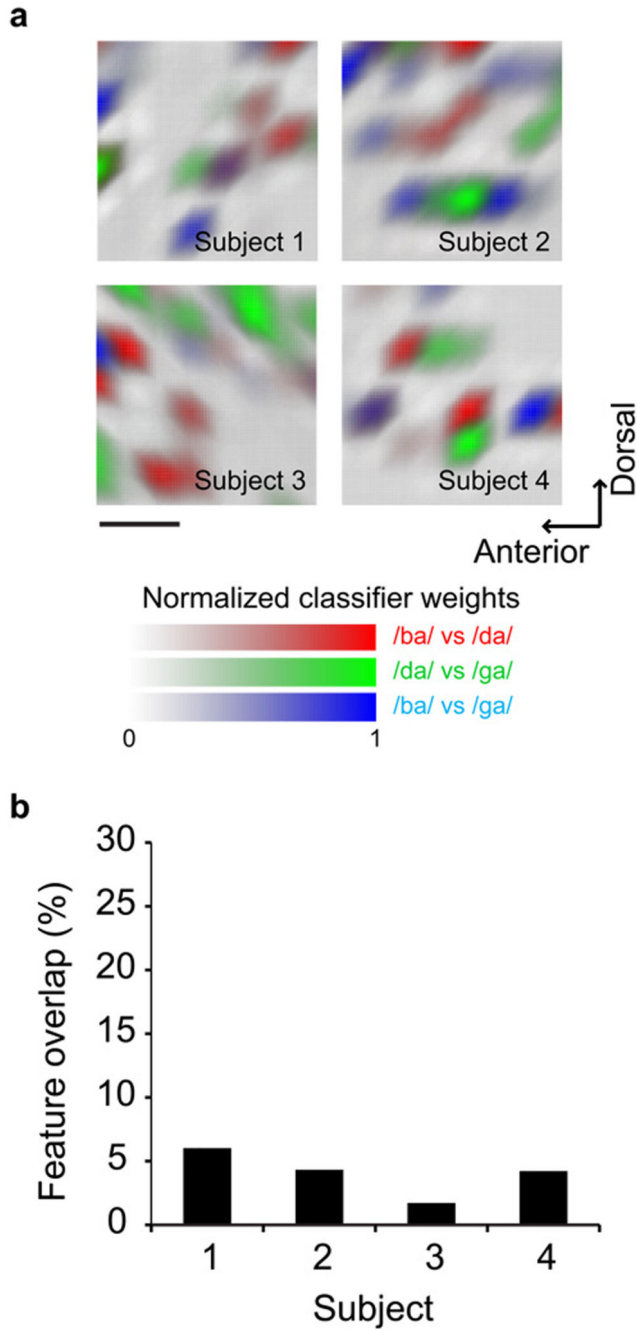 a
Subject 1
Subject 2
Subject 3
Subject 4
Dorsal
Anterior
Normalized classifier weights
/ba/ vs /da/
/da/ vs /ga/
/ba/ vs /ga/
0 1
b
Feature overlap (%)
30
25
20
15
10
5
0
1 2 3 4
Subject